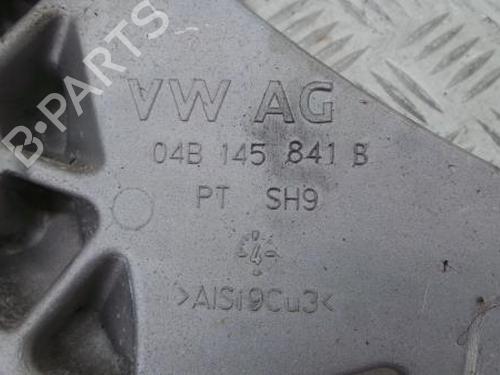 B-PARTS
VW AG
04B 145 841 B
PT SH9
4
>AlSi9Cu3<